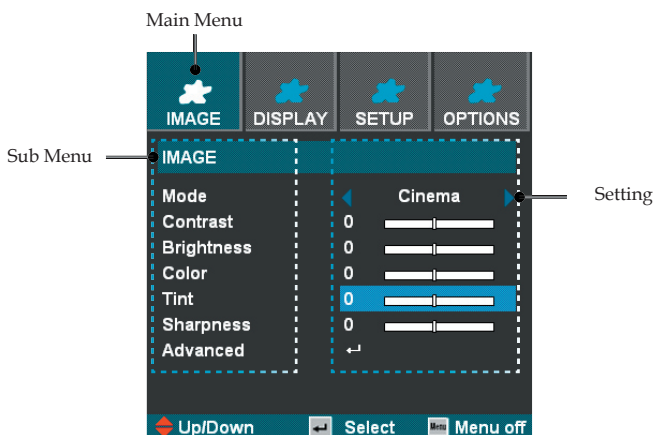 Main Menu
IMAGE DISPLAY SETUP OPTIONS
Sub Menu
IMAGE
Mode Cinema
Setting
Contrast 0
Brightness 0
Color 0
Tint 0
Sharpness 0
Advanced
Up/Down Select Menu Menu off